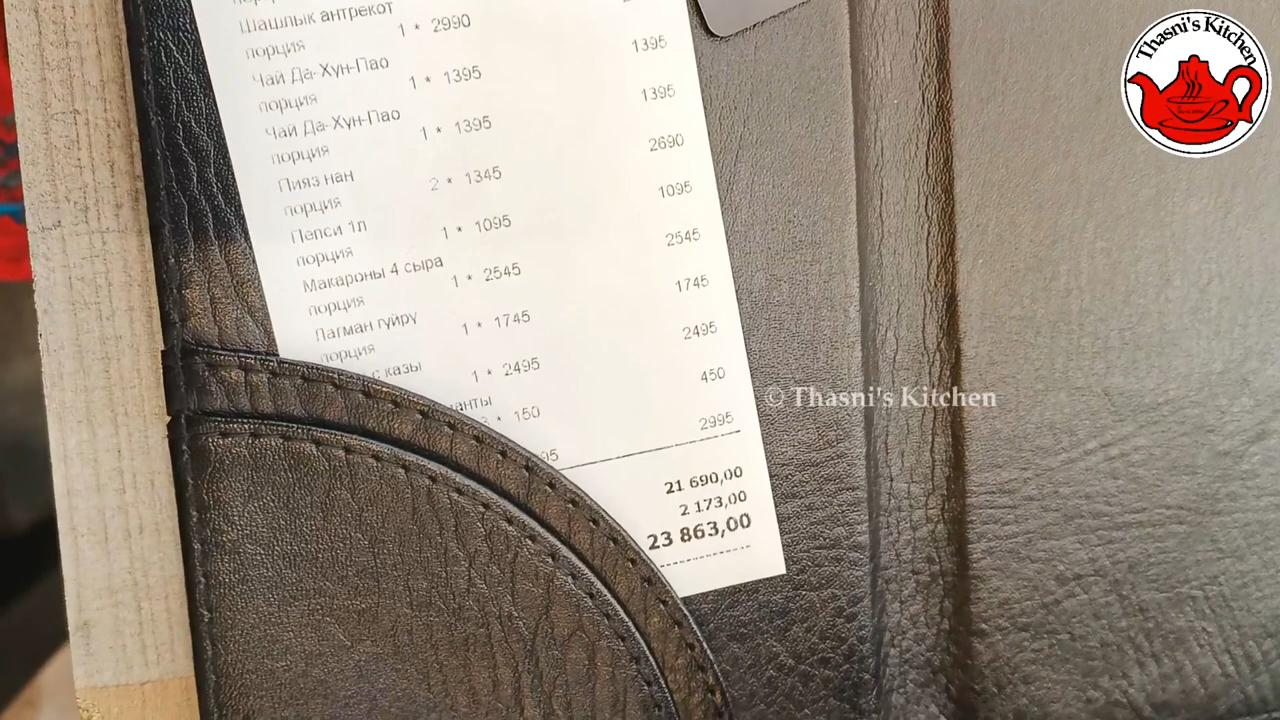 Шашлык антрекот
порция 1 * 2990
Чай Да-Хун-Пао 1395
порция 1 * 1395
Чай Да-Хун-Пао 1395
порция 1 * 1395
Пияз нан 2690
порция 2 * 1345
Пепси 1л 1095
порция 1 * 1095
Макароны 4 сыра 2545
порция 1 * 2545
Лагман гуйру 1745
порция 1 * 1745
с казы 2495
1 * 2495
450
* 150
2995
95
21 690,00
2 173,00
23 863,00
Thasni's Kitchen
© Thasni's Kitchen